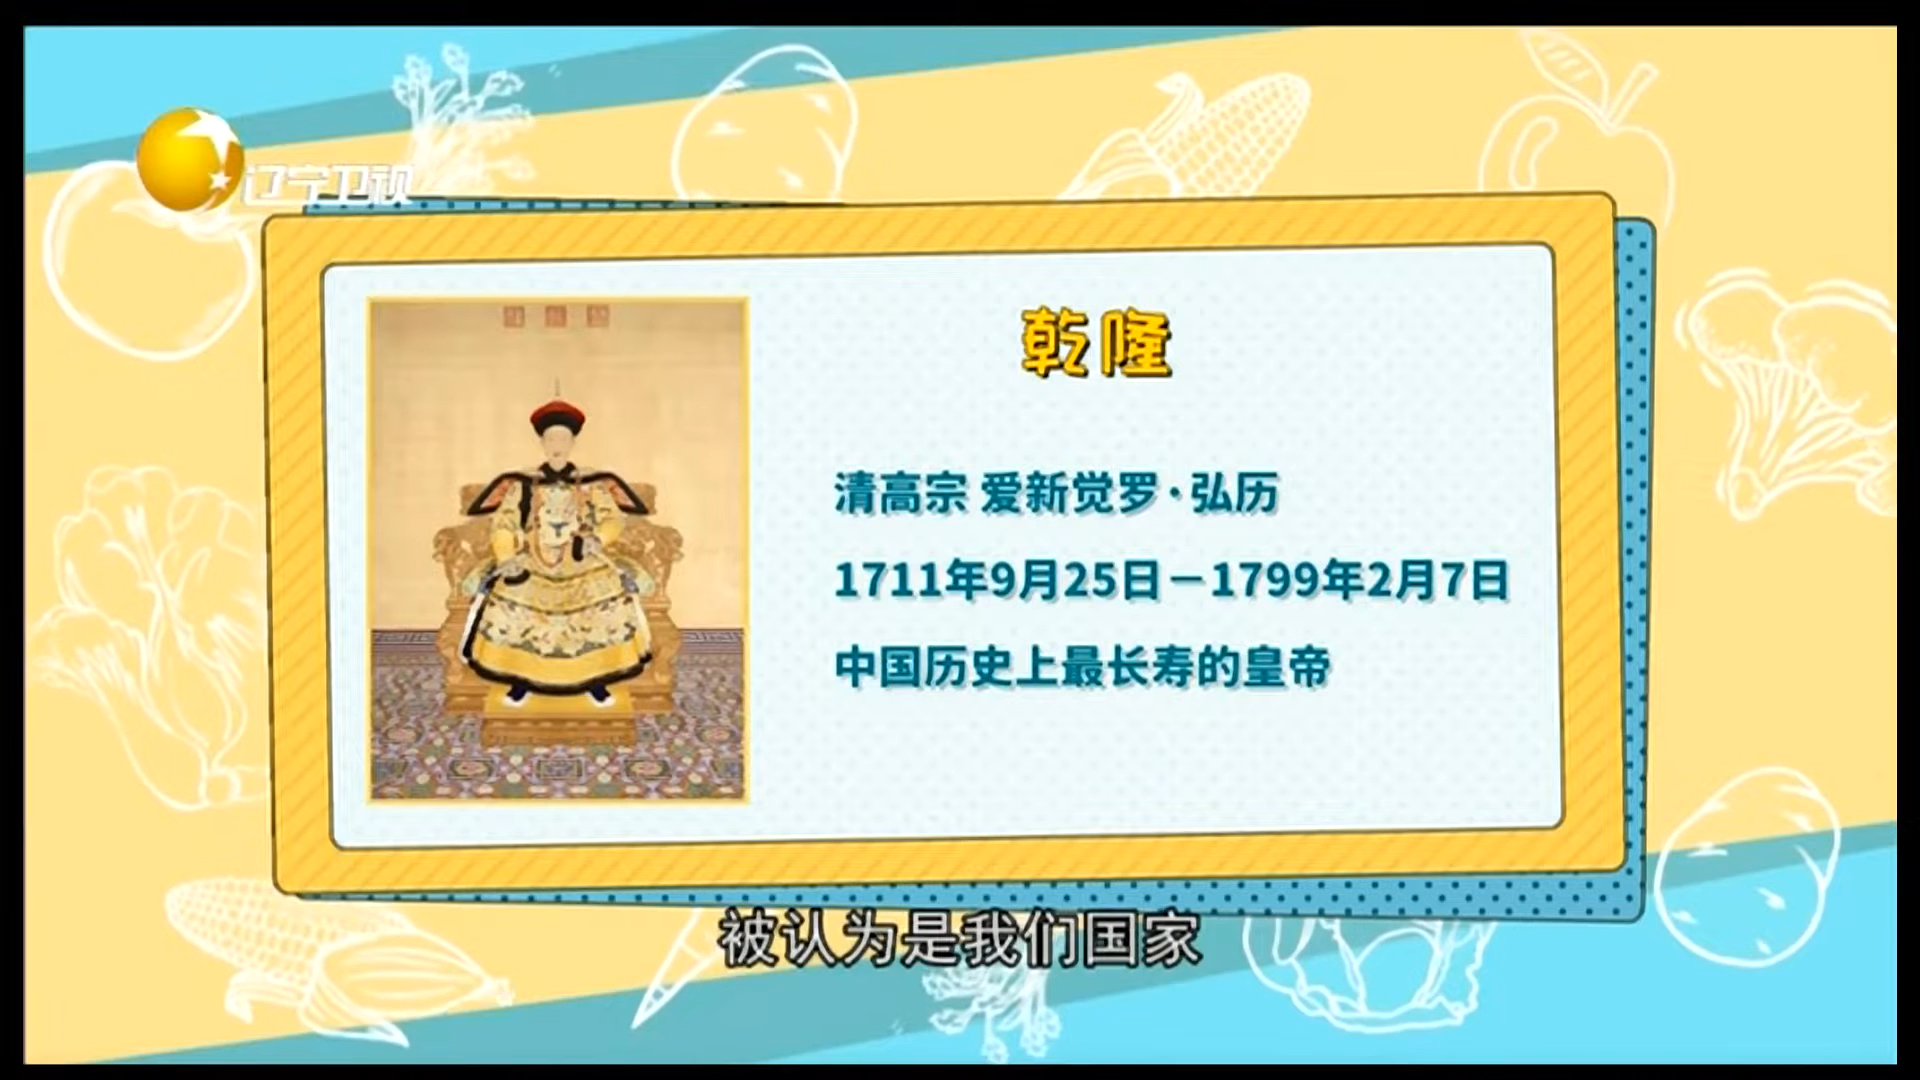 辽宁卫视
乾隆
清高宗 爱新觉罗·弘历
1711年9月25日－1799年2月7日
中国历史上最长寿的皇帝
被认为是我们国家